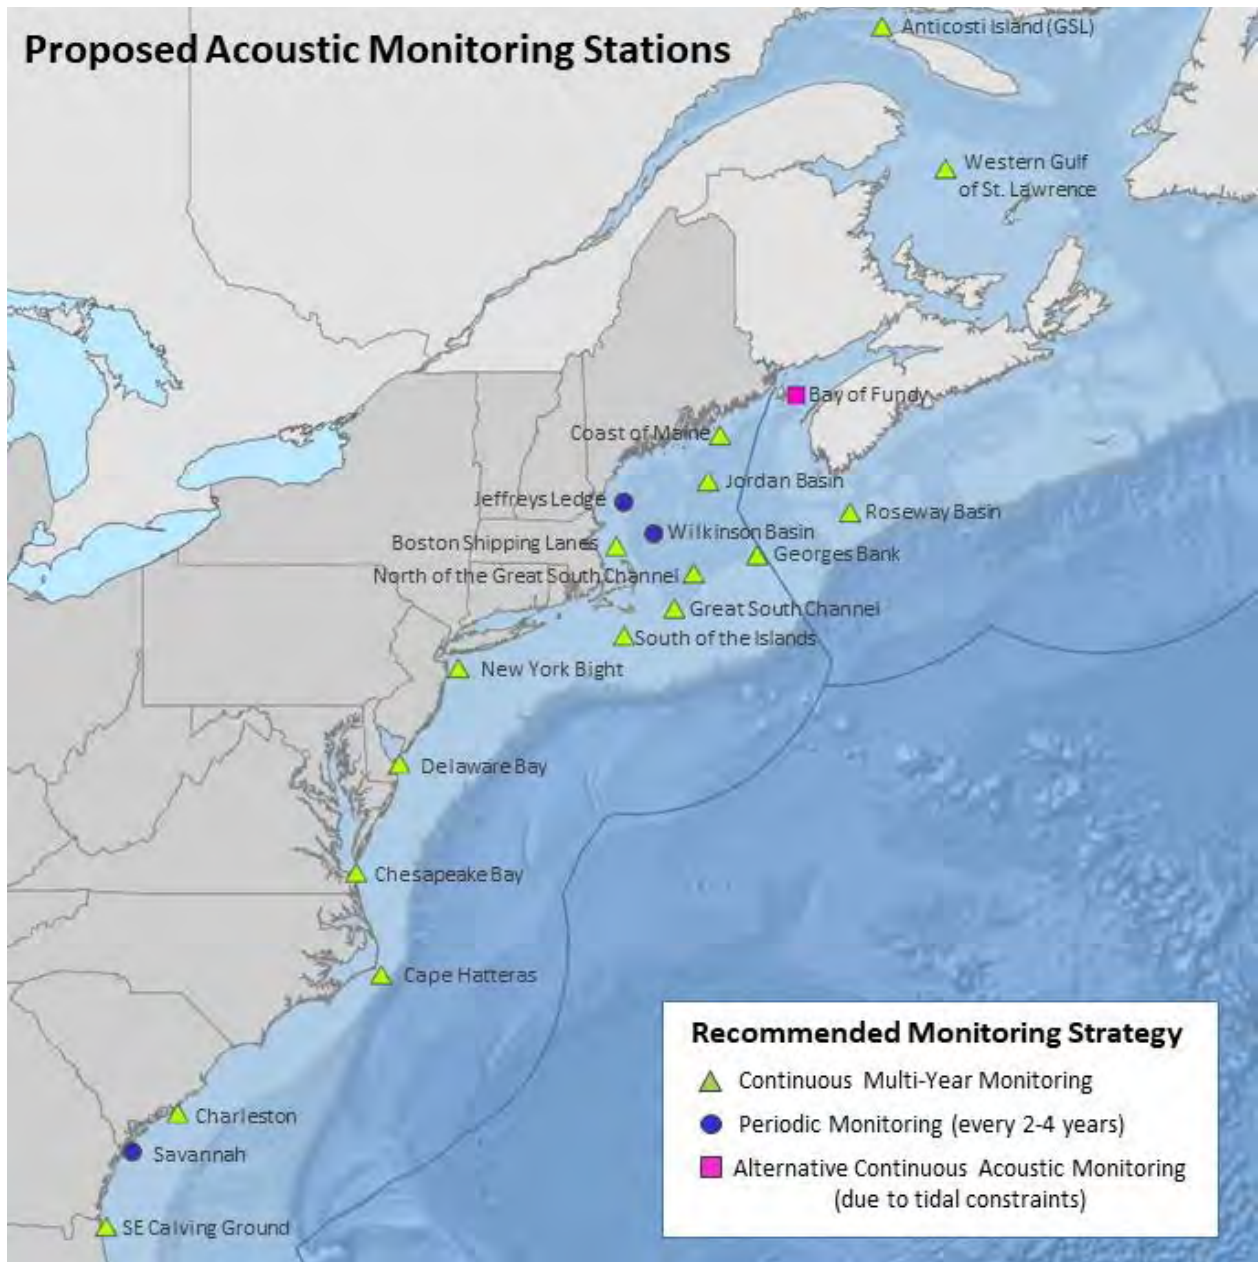 Proposed Acoustic Monitoring Stations
Anticosti Island (GSL)
Western Gulf
of St. Lawrence
Bay of Fundy
Coast of Maine
Jordan Basin
Jeffreys Ledge
Roseway Basin
Wilkinson Basin
Boston Shipping Lanes
Georges Bank
North of the Great South Channel
Great South Channel
South of the Islands
New York Bight
Delaware Bay
Chesapeake Bay
Cape Hatteras
Charleston
Savannah
SE Calving Ground
Recommended Monitoring Strategy
Continuous Multi-Year Monitoring
Periodic Monitoring (every 2-4 years)
Alternative Continuous Acoustic Monitoring
(due to tidal constraints)